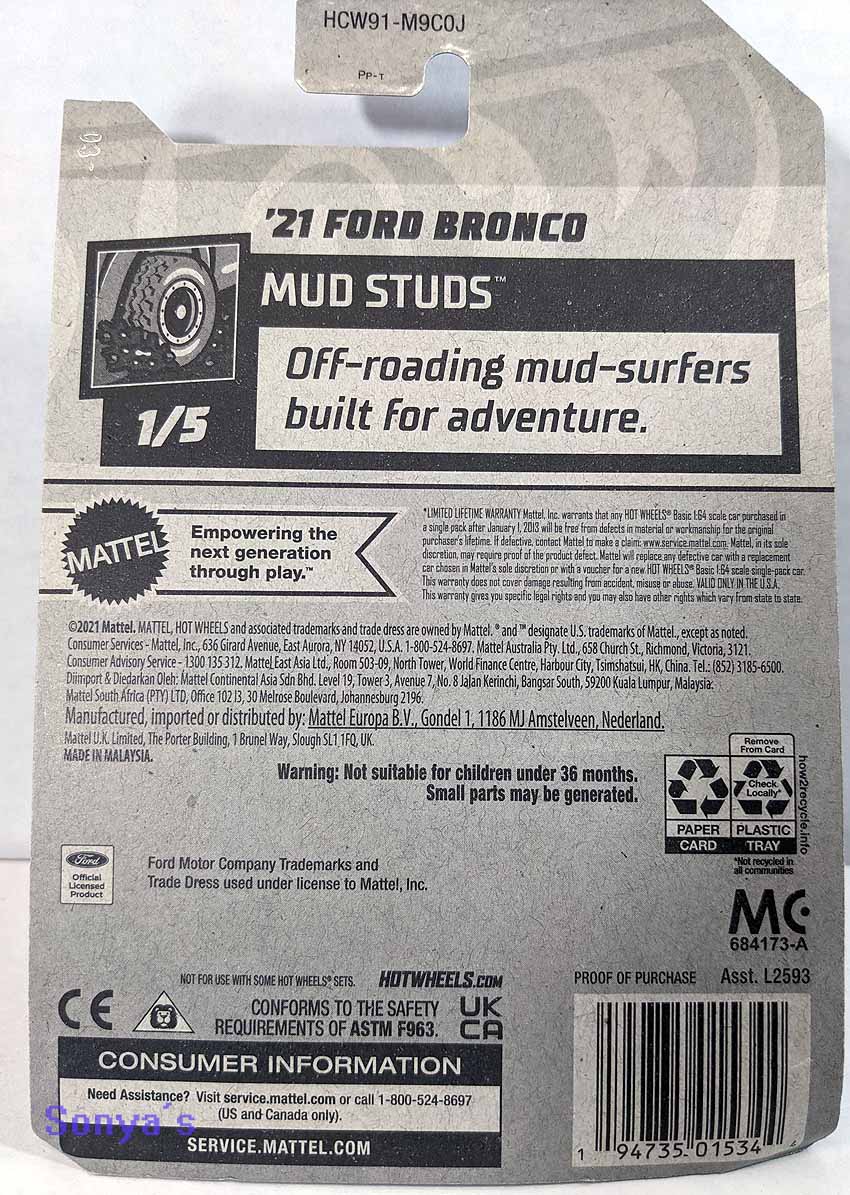 HCW91-M9C0J
PP-T
'21 FORD BRONCO
MUD STUDS™
Off-roading mud-surfers
built for adventure.
1/5
MATTEL
Empowering the
next generation
through play.™
*LIMITED LIFETIME WARRANTY Mattel, Inc. warrants that any HOT WHEELS® Basic 1:64 scale car purchased in
a single pack after January 1, 2013 will be free from defects in material or workmanship for the original
purchaser's lifetime. If defective, contact Mattel to make a claim: www.service.mattel.com. Mattel, in its sole
discretion, may require proof of the product defect. Mattel will replace any defective car with a replacement
car chosen in Mattel's sole discretion or with a voucher for a new HOT WHEELS® Basic 1:64 scale single-pack car.
This warranty does not cover damage resulting from accident, misuse or abuse. VALID ONLY IN THE U.S.A.
This warranty gives you specific legal rights and you may also have other rights which vary from state to state.
©2021 Mattel. MATTEL, HOT WHEELS and associated trademarks and trade dress are owned by Mattel. ® and ™ designate U.S. trademarks of Mattel, except as noted.
Consumer Services - Mattel, Inc., 636 Girard Avenue, East Aurora, NY 14052, U.S.A. 1-800-524-8697. Mattel Australia Pty. Ltd., 658 Church St., Richmond, Victoria, 3121.
Consumer Advisory Service - 1300 135 312. Mattel East Asia Ltd., Room 503-09, North Tower, World Finance Centre, Harbour City, Tsimshatsui, HK, China. Tel.: (852) 3185-6500.
Diimport & Diedarkan Oleh: Mattel Continental Asia Sdn Bhd. Level 19, Tower 3, Avenue 7, No. 8 Jalan Kerinchi, Bangsar South, 59200 Kuala Lumpur, Malaysia.
Mattel South Africa (PTY) LTD, Office 102 I3, 30 Melrose Boulevard, Johannesburg 2196.
Manufactured, imported or distributed by: Mattel Europa B.V., Gondel 1, 1186 MJ Amstelveen, Nederland.
Mattel U.K. Limited, The Porter Building, 1 Brunel Way, Slough SL1 1FQ, UK.
MADE IN MALAYSIA.
Warning: Not suitable for children under 36 months.
Small parts may be generated.
Remove
From Card
Check
Locally*
PAPER
PLASTIC
CARD
TRAY
how2recycle.info
*Not recycled in
all communities
Ford
Official
Licensed
Product
Ford Motor Company Trademarks and
Trade Dress used under license to Mattel, Inc.
MC
684173-A
NOT FOR USE WITH SOME HOT WHEELS® SETS.
HOTWHEELS.COM
PROOF OF PURCHASE Asst. L2593
CE
CONFORMS TO THE SAFETY
REQUIREMENTS OF ASTM F963.
UK
CA
CONSUMER INFORMATION
Need Assistance? Visit service.mattel.com or call 1-800-524-8697
(US and Canada only).
SERVICE.MATTEL.COM
Sonya's
1 94735 01534